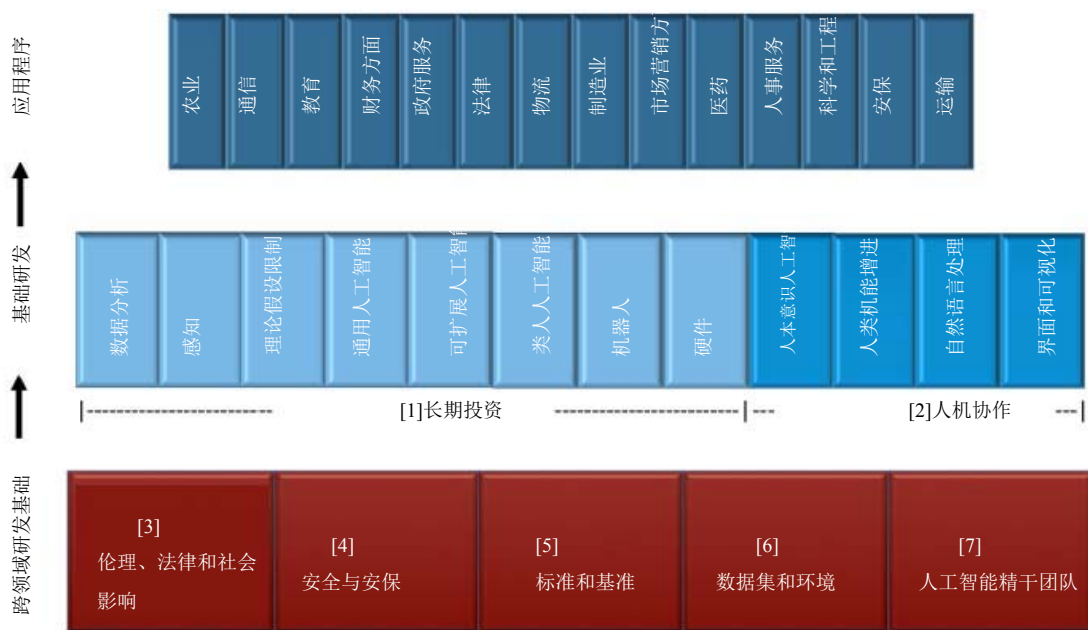 应用程序
农业
通信
教育
财务方面
政府服务
法律
物流
制造业
市场营销方
医药
人事服务
科学和工程
安保
运输
基础研发
数据分析
感知
理论假设限制
通用人工智能
可扩展人工智能
类人人工智能
机器人
硬件
人本意识人工智
人类机能增进
自然语言处理
界面和可视化
[1]长期投资
[2]人机协作
跨领域研发基础
[3]
伦理、法律和社会
影响
[4]
安全与安保
[5]
标准和基准
[6]
数据集和环境
[7]
人工智能精干团队